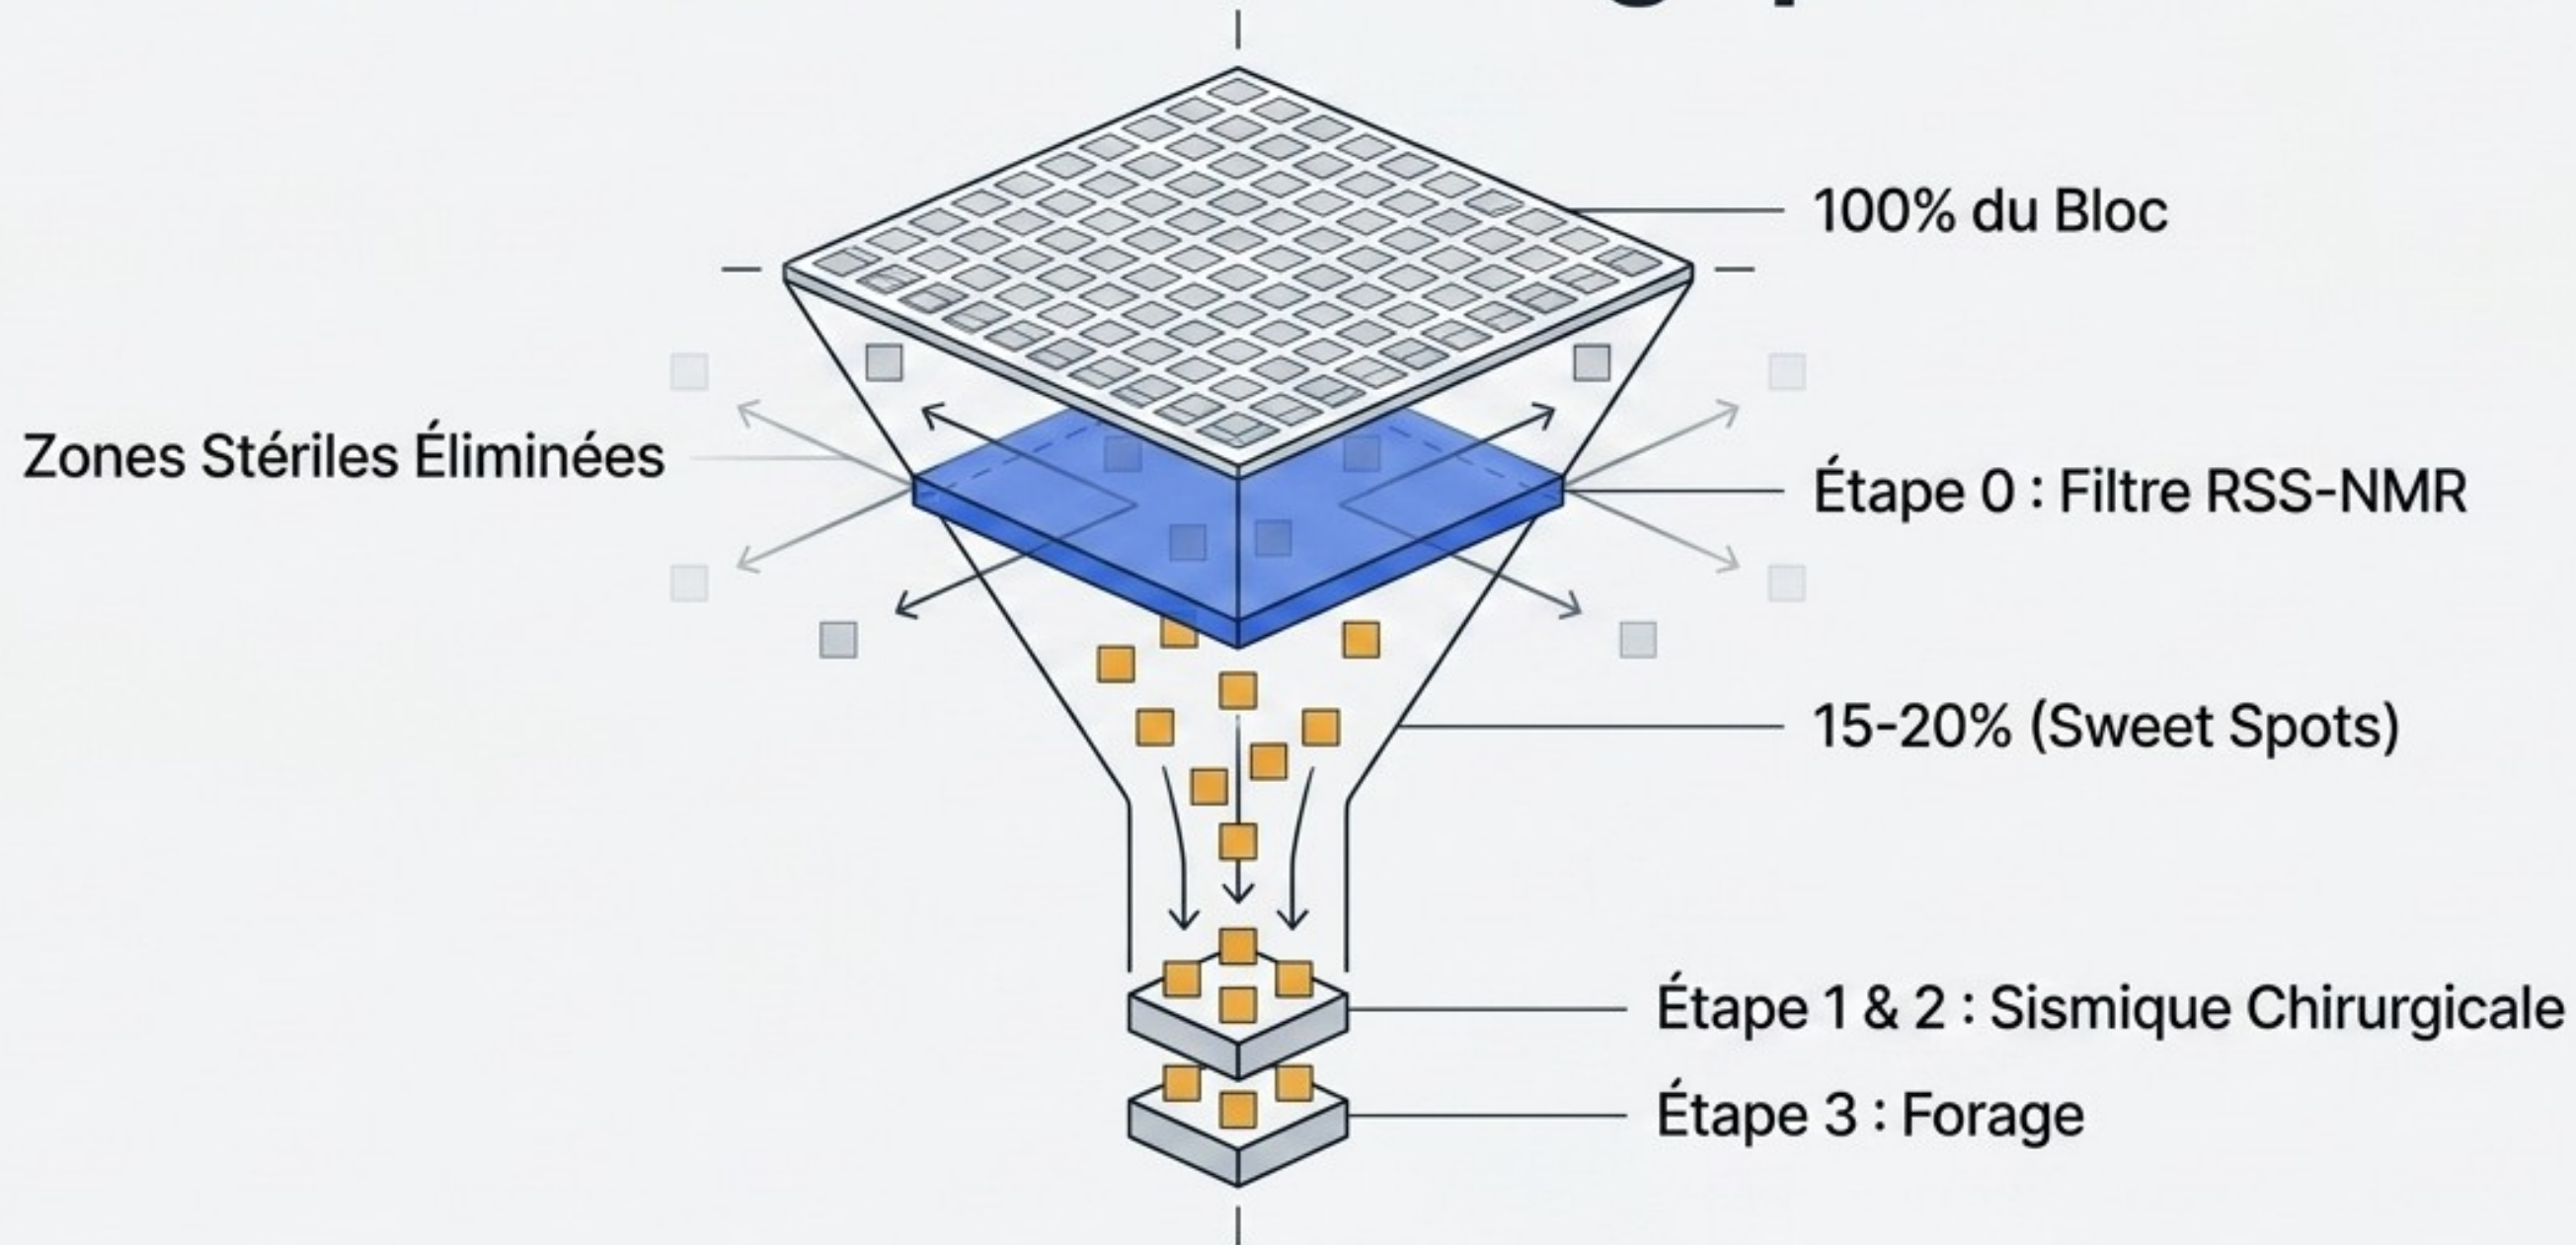 100% du Bloc
Zones Stériles Éliminées
Étape 0 : Filtre RSS-NMR
15-20% (Sweet Spots)
Étape 1 & 2 : Sismique Chirurgicale
Étape 3 : Forage